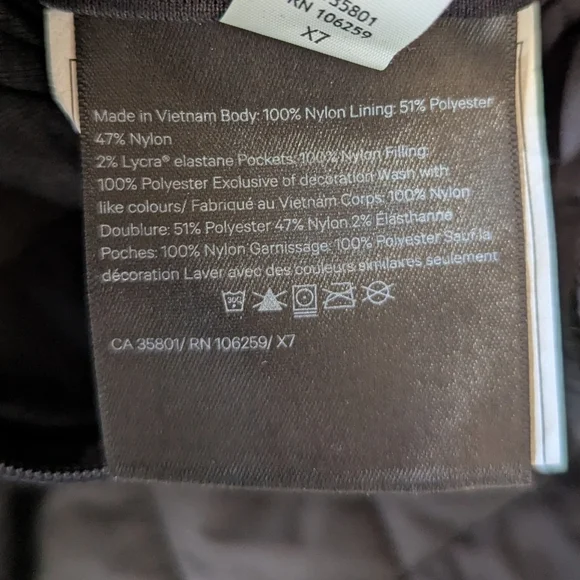 35801
RN 106259
X7
Made in Vietnam Body: 100% Nylon Lining: 51% Polyester
47% Nylon
2% Lycra® elastane Pockets: 100% Nylon Filling:
100% Polyester Exclusive of decoration Wash with
like colours/ Fabriqué au Vietnam Corps: 100% Nylon
Doublure: 51% Polyester 47% Nylon 2% Élasthanne
Poches: 100% Nylon Garnissage: 100% Polyester Sauf la
décoration Laver avec des couleurs similaires seulement
30C
CA 35801/ RN 106259/ X7